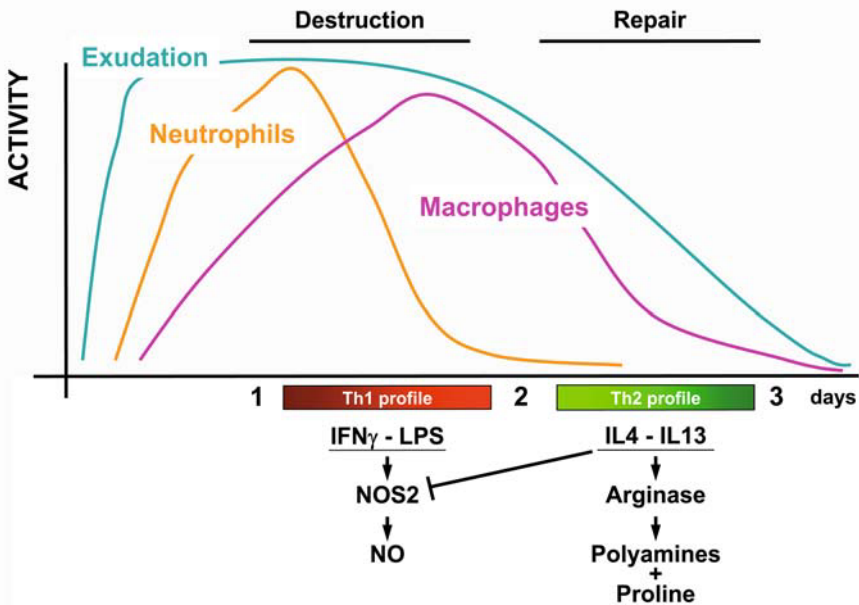 Destruction
Repair
Exudation
ACTIVITY
Neutrophils
Macrophages
1 Th1 profile 2 Th2 profile 3 days
IFNγ - LPS
IL4 - IL13
NOS2
Arginase
NO
Polyamines
+
Proline